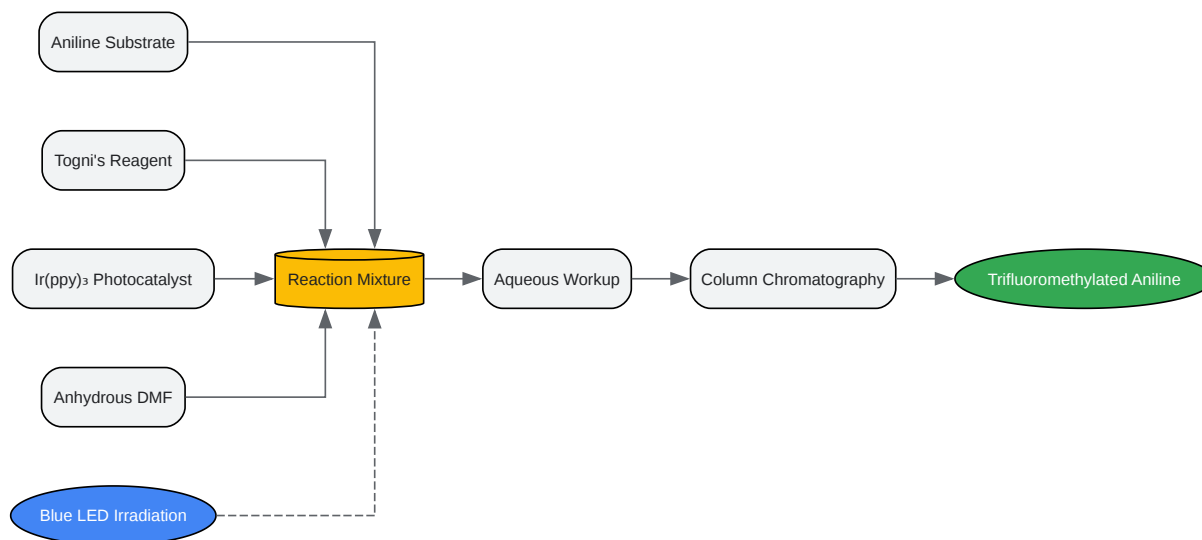 Aniline Substrate
Togni's Reagent
Ir(ppy)₃ Photocatalyst
Reaction Mixture
Aqueous Workup
Column Chromatography
Trifluoromethylated Aniline
Anhydrous DMF
Blue LED Irradiation